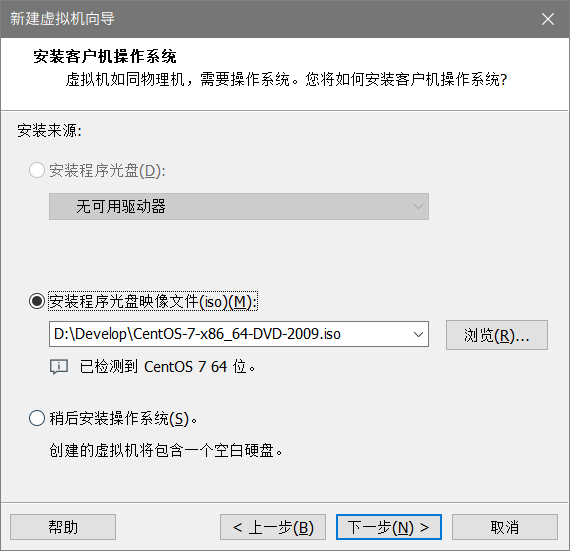 新建虚拟机向导
安装客户机操作系统
虚拟机如同物理机，需要操作系统。您将如何安装客户机操作系统?
安装来源:
安装程序光盘(D):
无可用驱动器
安装程序光盘映像文件(iso)(M):
D:\Develop\CentOS-7-x86_64-DVD-2009.iso
浏览(R)...
已检测到 CentOS 7 64 位。
稍后安装操作系统(S)。
创建的虚拟机将包含一个空白硬盘。
帮助
< 上一步(B)
下一步(N) >
取消